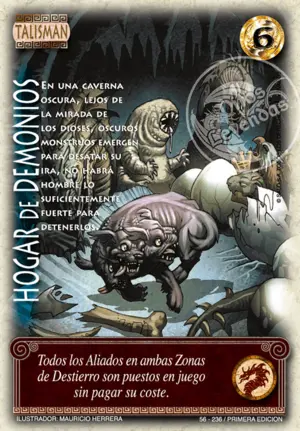 TALISMAN
6
HOGAR DE DEMONIOS
EN UNA CAVERNA
OSCURA, LEJOS DE
LA MIRADA DE
LOS DIOSES, OSCUROS
MONSTRUOS EMERGEN
PARA DESATAR SU
IRA, NO HABRÁ
HOMBRE LO
SUFICIENTEMENTE
FUERTE PARA
DETENERLOS.
Todos los Aliados en ambas Zonas
de Destierro son puestos en juego
sin pagar su coste.
ILUSTRADOR: MAURICIO HERRERA
56 - 236 / PRIMERA EDICION